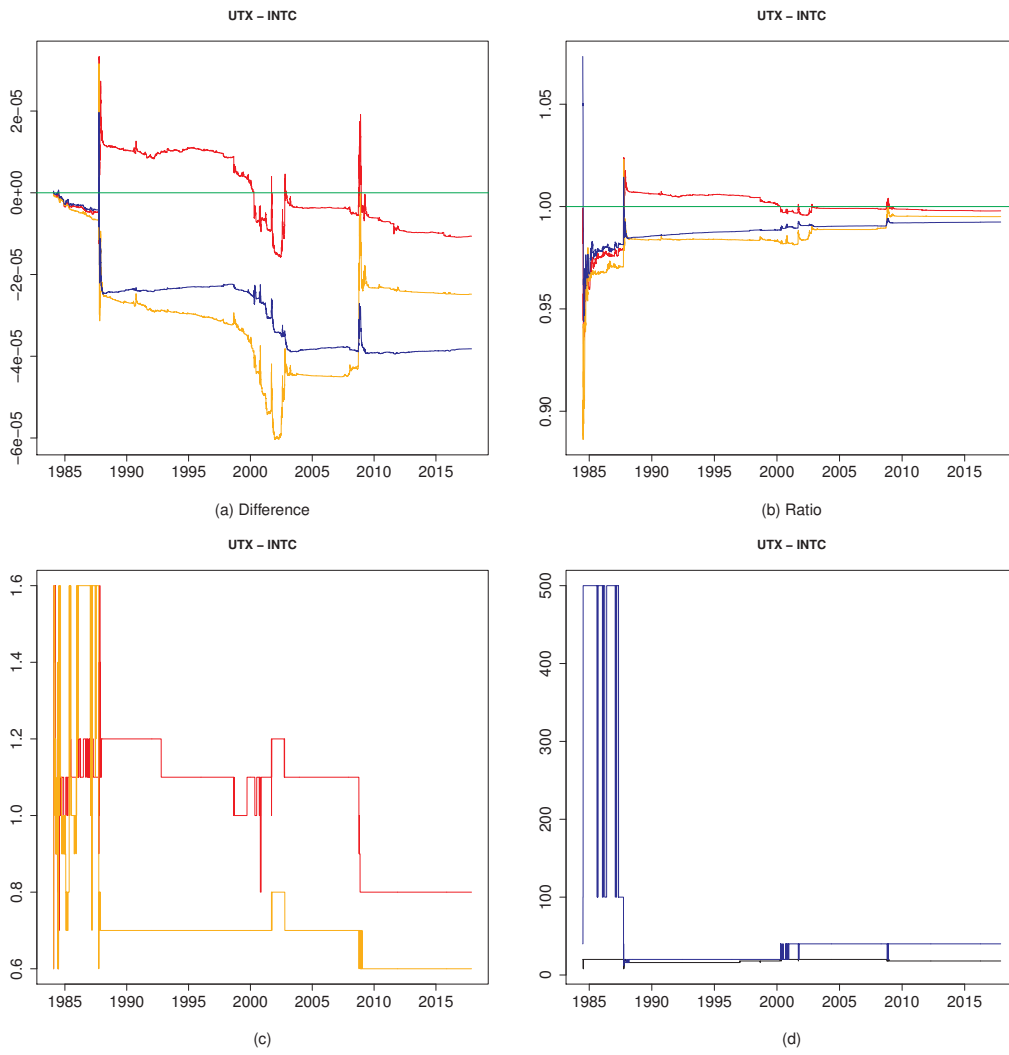 UTX − INTC
UTX − INTC
2e−05
0e+00
−2e−05
−4e−05
−6e−05
1985 1990 1995 2000 2005 2010 2015
1.05
1.00
0.95
0.90
1985 1990 1995 2000 2005 2010 2015
(a) Difference
(b) Ratio
UTX − INTC
UTX − INTC
1.6
1.4
1.2
1.0
0.8
0.6
1985 1990 1995 2000 2005 2010 2015
500
400
300
200
100
0
1985 1990 1995 2000 2005 2010 2015
(c)
(d)